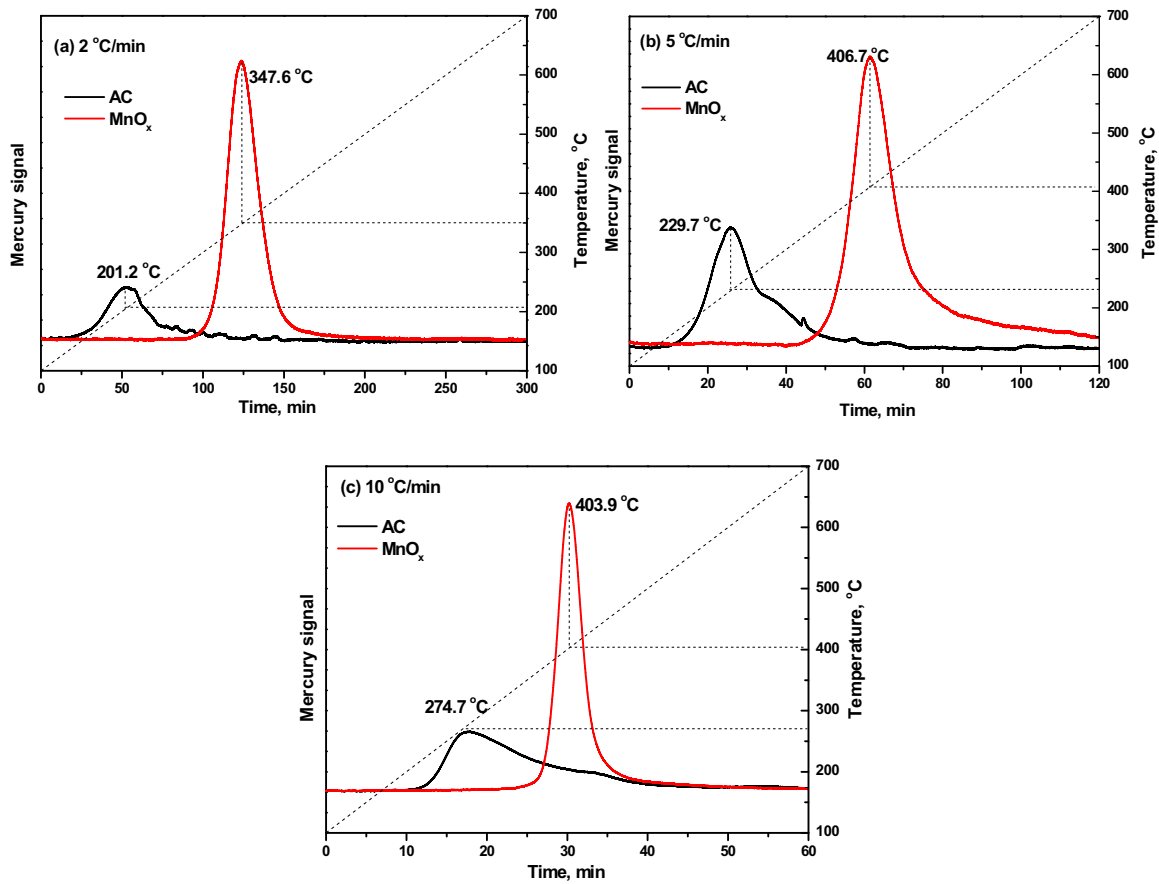 (a) 2 °C/min
AC
MnOx
347.6 °C
201.2 °C
Mercury signal
Temperature, °C
700
600
500
400
300
200
100
0 50 100 150 200 250 300
Time, min
(b) 5 °C/min
AC
MnOx
406.7 °C
229.7 °C
Mercury signal
Temperature, °C
700
600
500
400
300
200
100
0 20 40 60 80 100 120
Time, min
(c) 10 °C/min
AC
MnOx
403.9 °C
274.7 °C
Mercury signal
Temperature, °C
700
600
500
400
300
200
100
0 10 20 30 40 50 60
Time, min